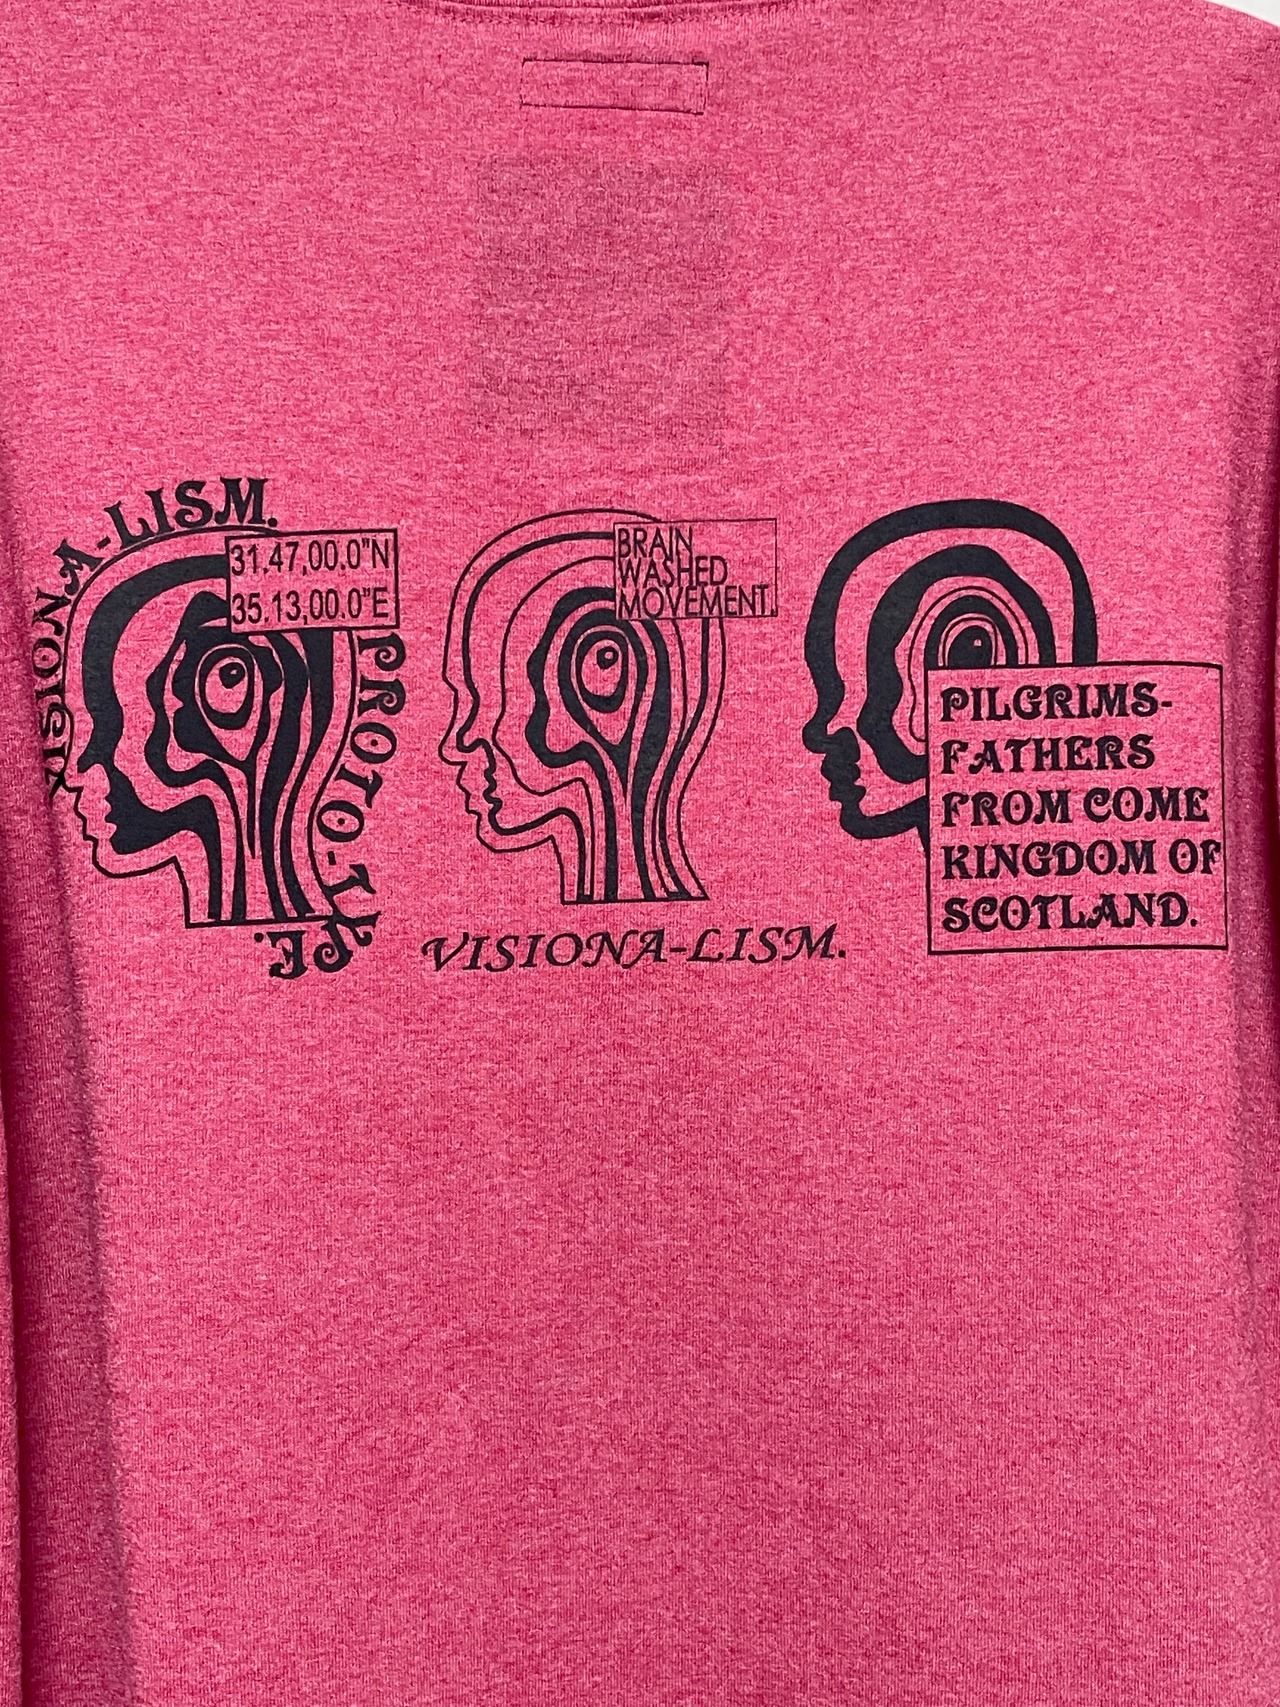 VISIONA-LISM.
31,47,00.0"N
35.13,00.0"E
PROTO.TYPE.
BRAIN
WASHED
MOVEMENT.
VISIONA-LISM.
PILGRIMS-
FATHERS
FROM COME
KINGDOM OF
SCOTLAND.